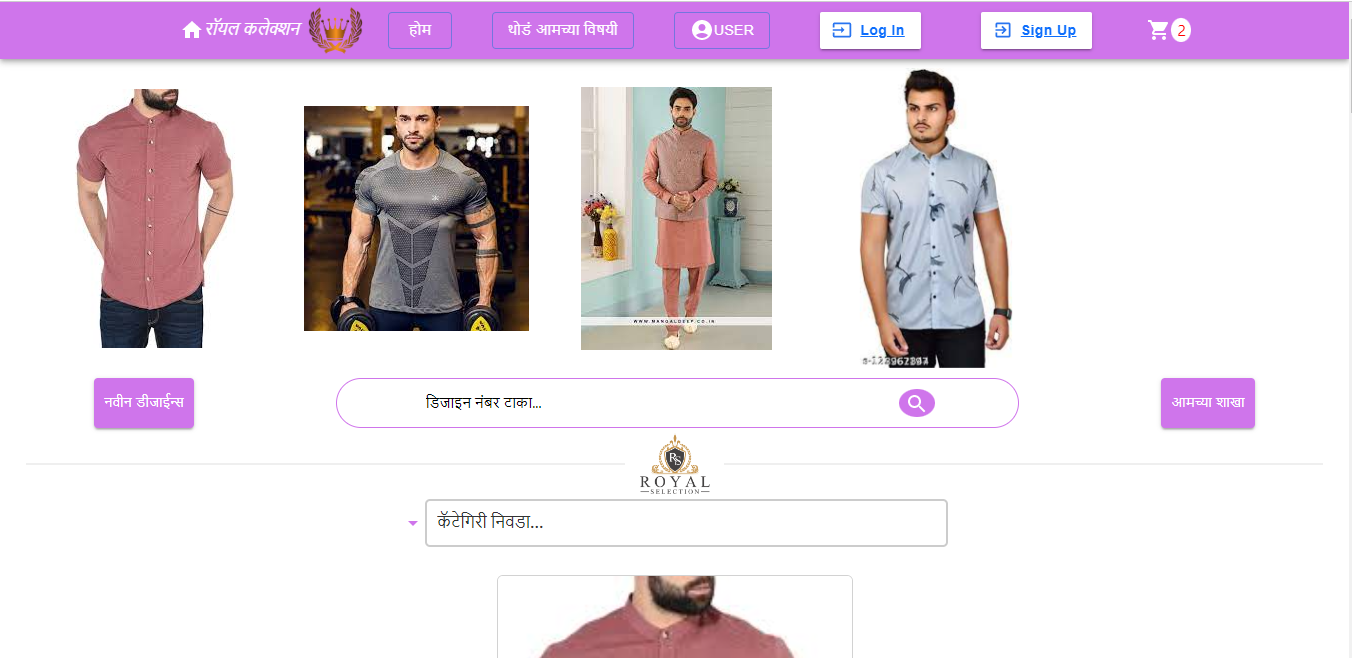 रॉयल कलेक्शन
होम
थोडं आमच्या विषयी
USER
Log In
Sign Up
2
WWW.MANGALDEEP.CO.IN
नवीन डीजाईन्स
डिजाइन नंबर टाका...
आमच्या शाखा
RS
ROYAL
SELECTION
कॅटेगिरी निवडा...